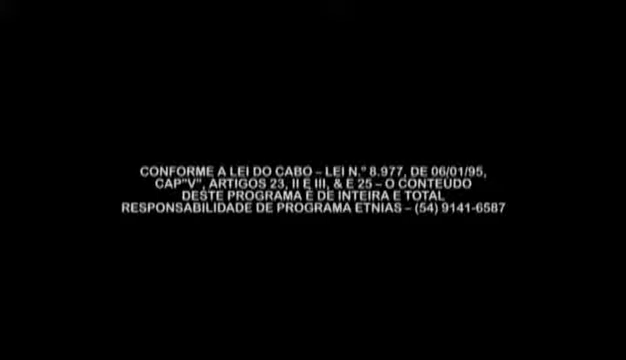 CONFORME A LEI DO CABO – LEI N.º 8.977, DE 06/01/95,
CAP"V", ARTIGOS 23, II E III, & E 25 – O CONTEÚDO
DESTE PROGRAMA É DE INTEIRA E TOTAL
RESPONSABILIDADE DE PROGRAMA ETNIAS – (54) 9141-6587